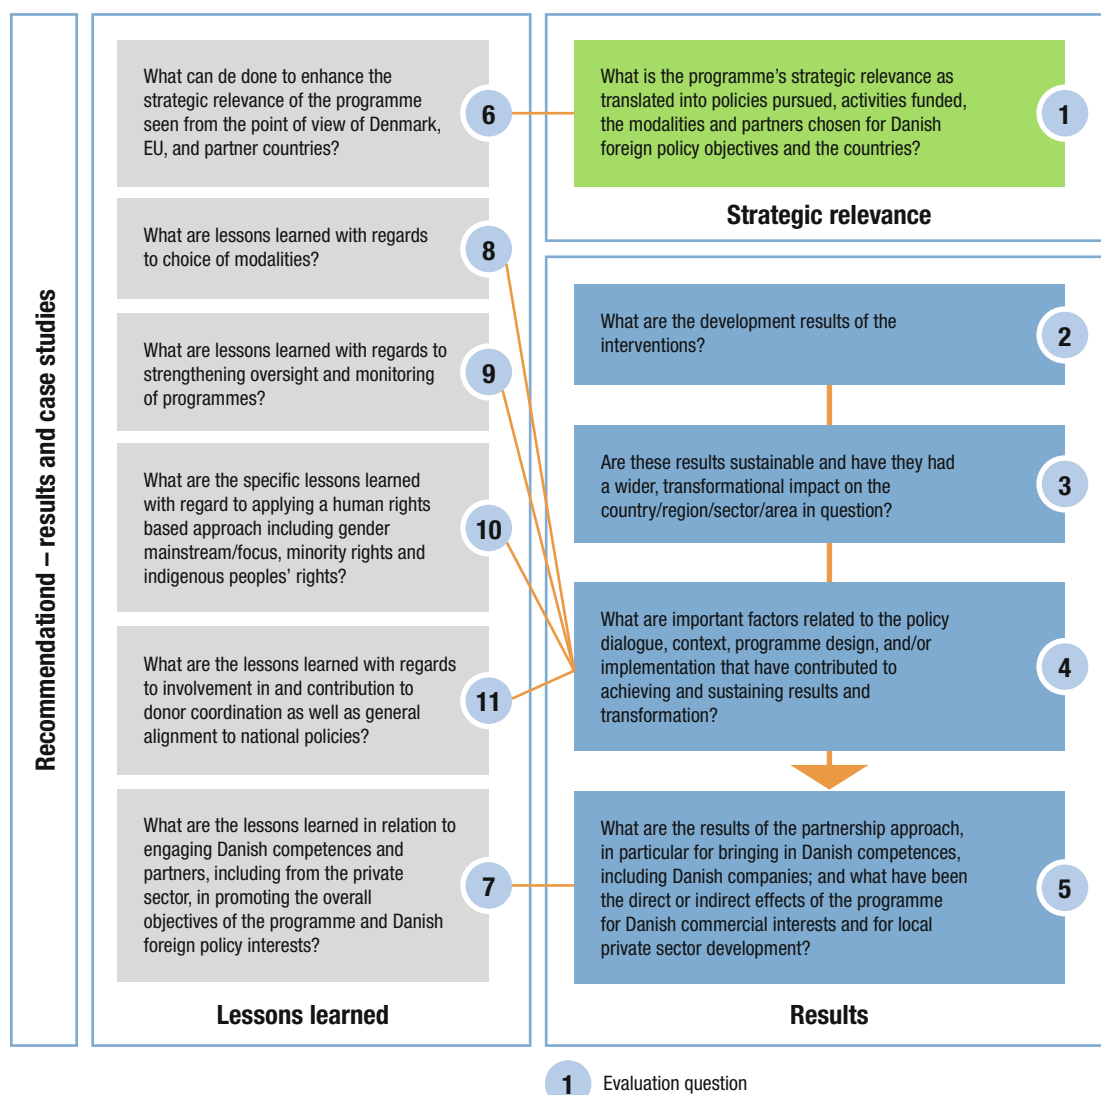 Recommendationd – results and case studies
What can de done to enhance the
strategic relevance of the programme
seen from the point of view of Denmark,
EU, and partner countries?
6
What are lessons learned with regards
to choice of modalities?
8
What are lessons learned with regards to
strengthening oversight and monitoring
of programmes?
9
What are the specific lessons learned
with regard to applying a human rights
based approach including gender
mainstream/focus, minority rights and
indigenous peoples’ rights?
10
What are the lessons learned with regards
to involvement in and contribution to
donor coordination as well as general
alignment to national policies?
11
What are the lessons learned in relation to
engaging Danish competences and
partners, including from the private
sector, in promoting the overall
objectives of the programme and Danish
foreign policy interests?
7
Lessons learned
What is the programme’s strategic relevance as
translated into policies pursued, activities funded,
the modalities and partners chosen for Danish
foreign policy objectives and the countries?
1
Strategic relevance
What are the development results of the
interventions?
2
Are these results sustainable and have they had
a wider, transformational impact on the
country/region/sector/area in question?
3
What are important factors related to the policy
dialogue, context, programme design, and/or
implementation that have contributed to
achieving and sustaining results and
transformation?
4
What are the results of the partnership approach,
in particular for bringing in Danish competences,
including Danish companies; and what have been
the direct or indirect effects of the programme
for Danish commercial interests and for local
private sector development?
5
Results
1
Evaluation question